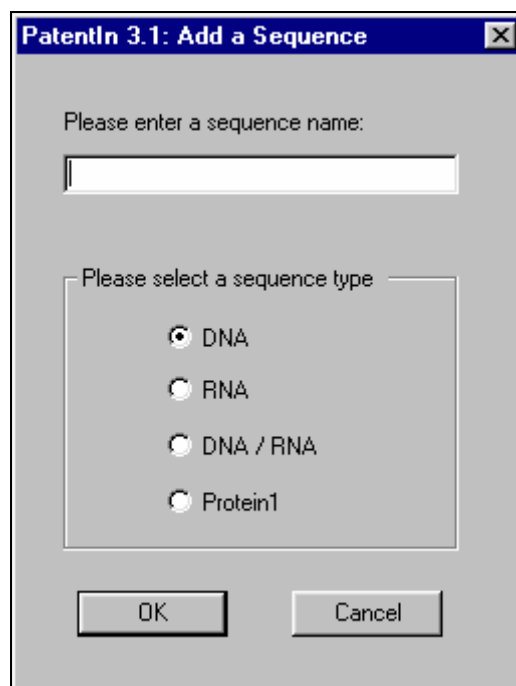 PatentIn 3.1: Add a Sequence
Please enter a sequence name:
Please select a sequence type
DNA
RNA
DNA / RNA
Protein1
OK Cancel